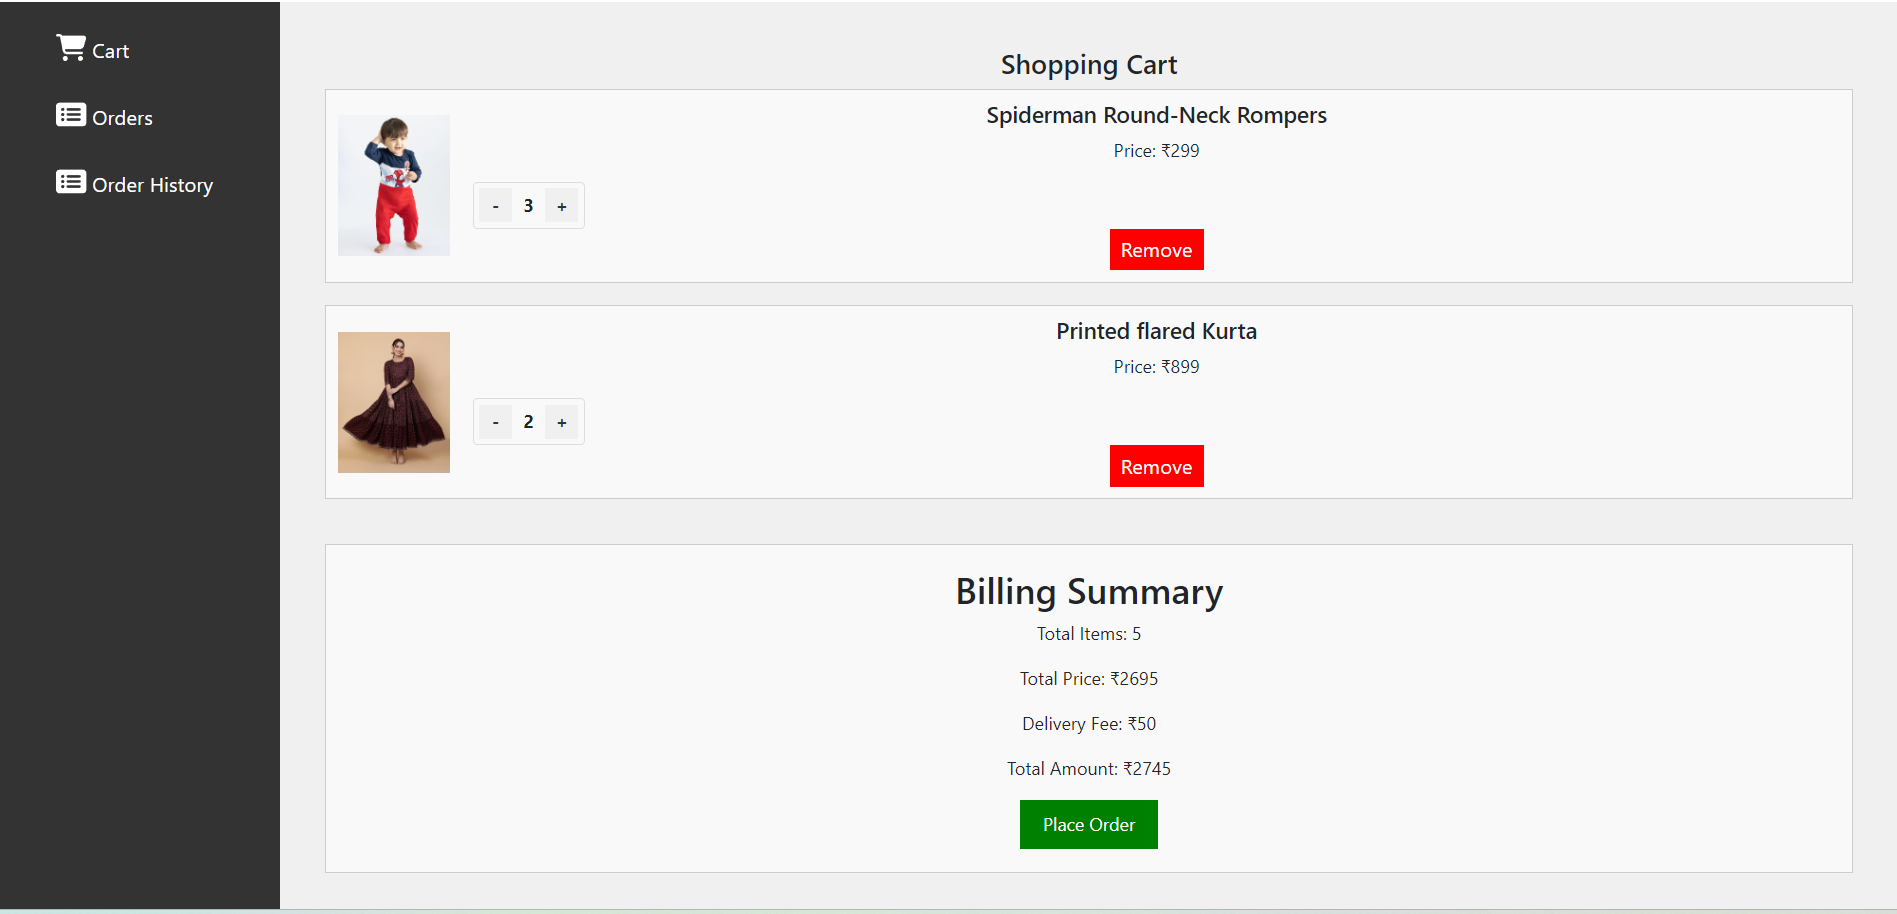 Cart
Orders
Order History
Shopping Cart
Spiderman Round-Neck Rompers
Price: ₹299
- 3 +
Remove
Printed flared Kurta
Price: ₹899
- 2 +
Remove
Billing Summary
Total Items: 5
Total Price: ₹2695
Delivery Fee: ₹50
Total Amount: ₹2745
Place Order